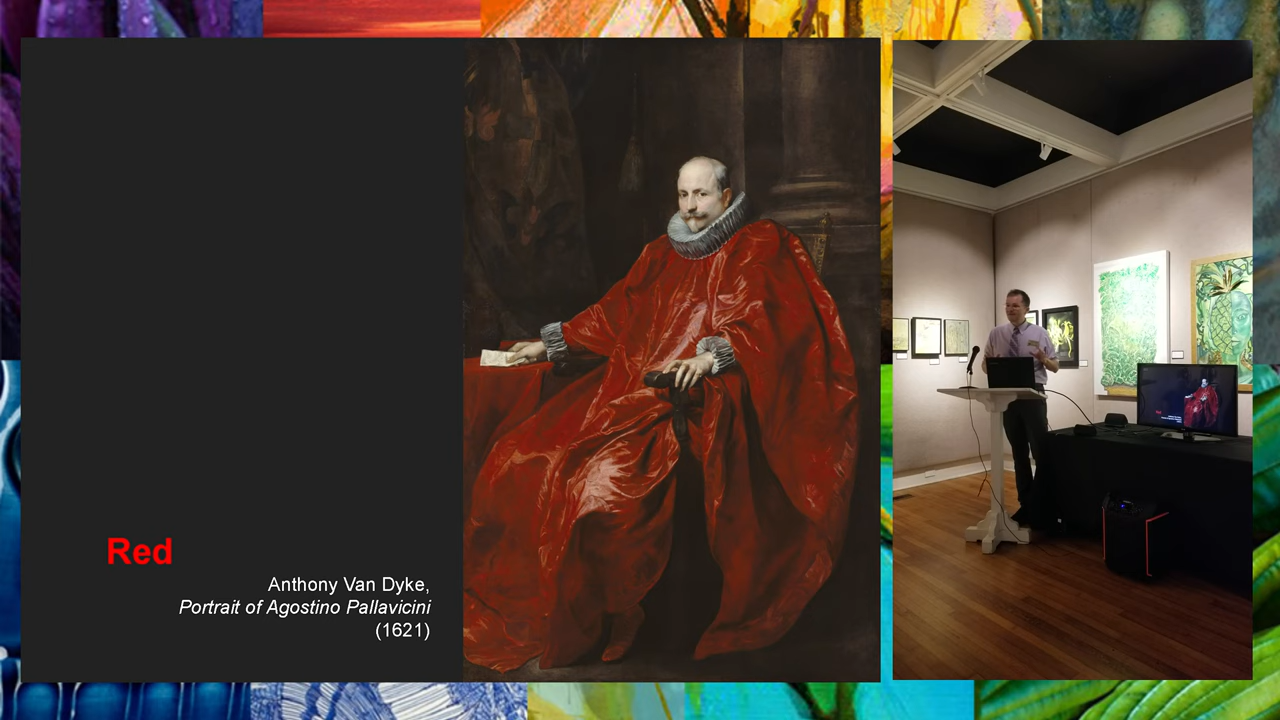 Red
Anthony Van Dyke,
Portrait of Agostino Pallavicini
(1621)